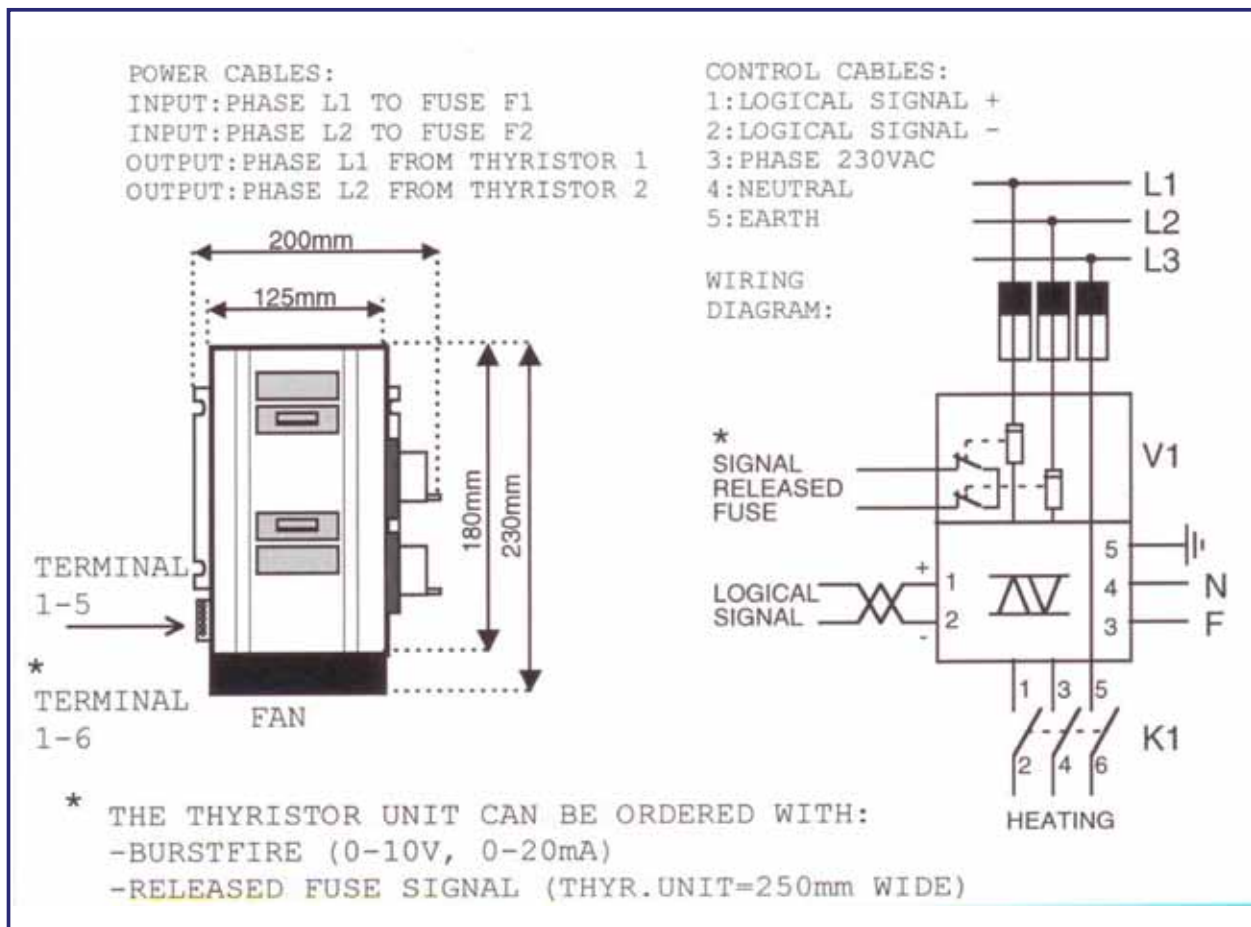 POWER CABLES:
INPUT:PHASE L1 TO FUSE F1
INPUT:PHASE L2 TO FUSE F2
OUTPUT:PHASE L1 FROM THYRISTOR 1
OUTPUT:PHASE L2 FROM THYRISTOR 2
CONTROL CABLES:
1:LOGICAL SIGNAL +
2:LOGICAL SIGNAL -
3:PHASE 230VAC
4:NEUTRAL
5:EARTH
WIRING
DIAGRAM:
L1
L2
L3
200mm
125mm
180mm
230mm
TERMINAL
1-5
*
TERMINAL
1-6
FAN
*
SIGNAL
RELEASED
FUSE
V1
LOGICAL
SIGNAL
+
-
1
2
5
4
3
N
F
1 3 5
2 4 6
K1
HEATING
* THE THYRISTOR UNIT CAN BE ORDERED WITH:
-BURSTFIRE (0-10V, 0-20mA)
-RELEASED FUSE SIGNAL (THYR.UNIT=250mm WIDE)